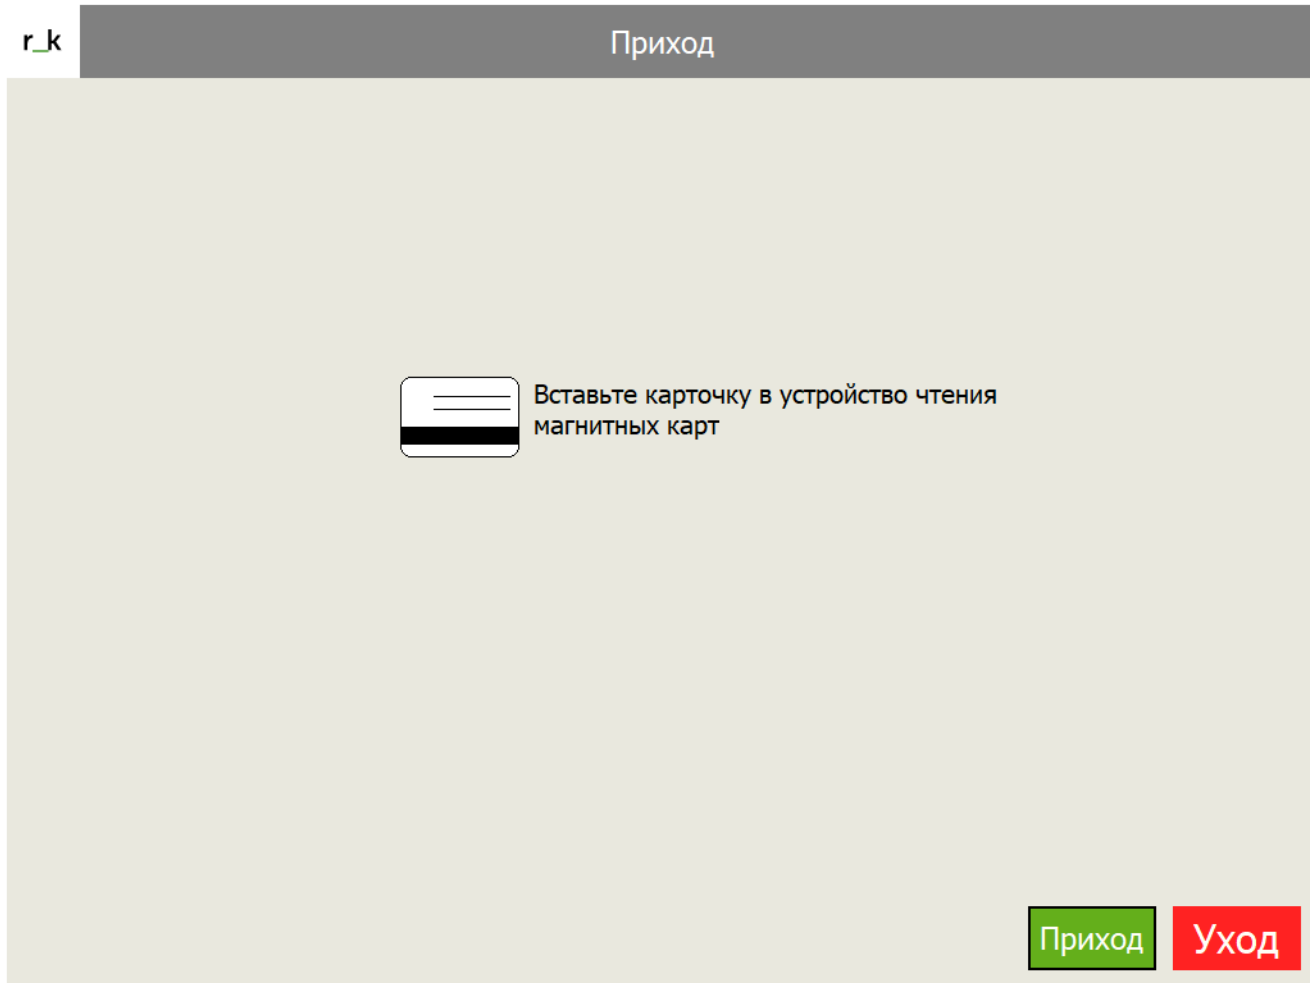 r_k
Приход
Вставьте карточку в устройство чтения
магнитных карт
Приход
Уход